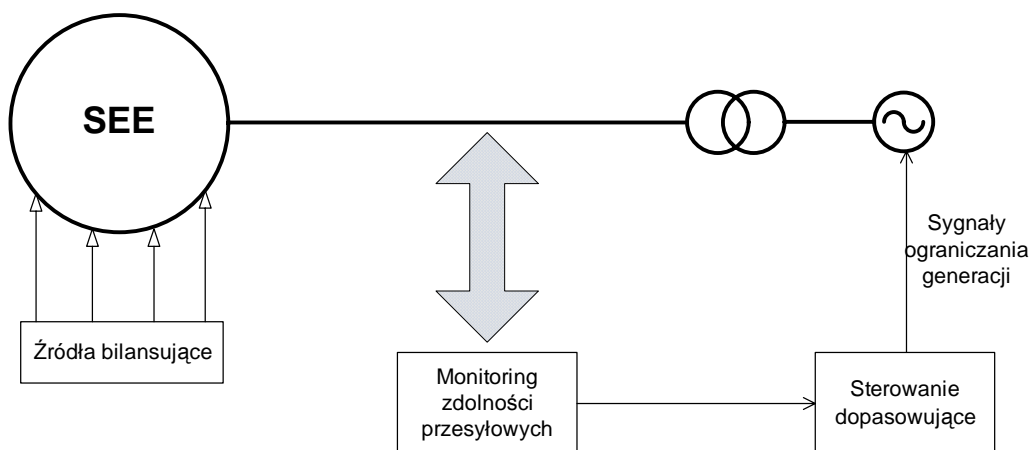 SEE
Sygnały
ograniczania
generacji
Źródła bilansujące
Monitoring
zdolności
przesyłowych
Sterowanie
dopasowujące